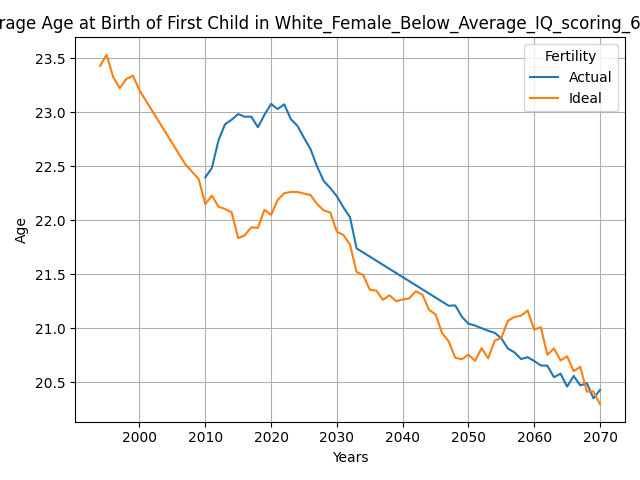 rage Age at Birth of First Child in White_Female_Below_Average_IQ_scoring_6
Fertility
Actual
Ideal
23.5
23.0
22.5
22.0
21.5
21.0
20.5
Age
2000 2010 2020 2030 2040 2050 2060 2070
Years